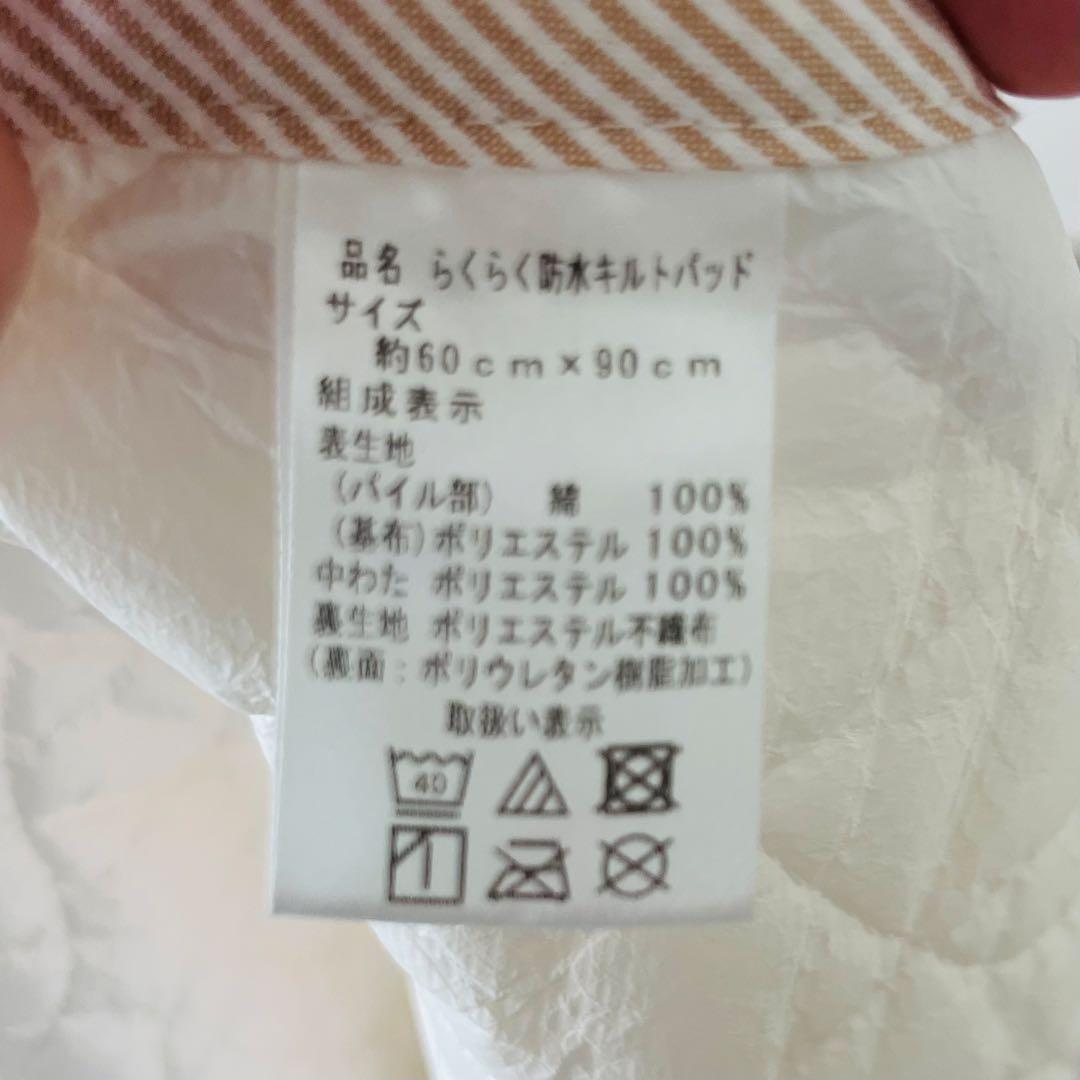 品名 らくらく防水キルトパッド
サイズ
約60cm×90cm
組成表示
表生地
(パイル部) 綿 100%
(基布)ポリエステル 100%
中わた ポリエステル 100%
裏生地 ポリエステル不織布
(裏面:ポリウレタン樹脂加工)
取扱い表示
40